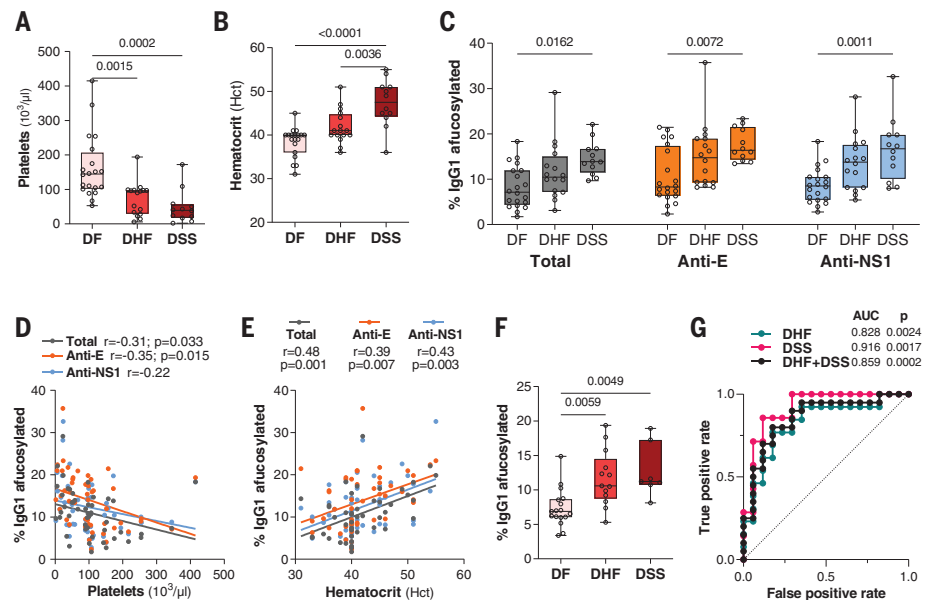 A
Platelets (10³/µl)
500
400
300
200
100
0
0.0002
0.0015
DF DHF DSS
B
Hematocrit (Hct)
60
50
40
30
20
<0.0001
0.0036
DF DHF DSS
C
% IgG1 afucosylated
40
30
20
10
0
0.0162
0.0072
0.0011
DF DHF DSS DF DHF DSS DF DHF DSS
Total Anti-E Anti-NS1
D
Total r=-0.31; p=0.033
Anti-E r=-0.35; p=0.015
Anti-NS1 r=-0.22
% IgG1 afucosylated
40
30
20
10
0
0 100 200 300 400 500
Platelets (10³/µl)
E
Total Anti-E Anti-NS1
r=0.48 r=0.39 r=0.43
p=0.001 p=0.007 p=0.003
% IgG1 afucosylated
40
30
20
10
0
30 40 50 60
Hematocrit (Hct)
F
% IgG1 afucosylated
25
20
15
10
5
0
0.0049
0.0059
DF DHF DSS
G
AUC p
DHF 0.828 0.0024
DSS 0.916 0.0017
DHF+DSS 0.859 0.0002
True positive rate
1.0
0.5
0.0
0.0 0.5 1.0
False positive rate